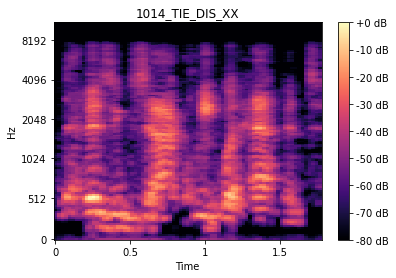 1014_TIE_DIS_XX
+0 dB
8192
-10 dB
4096
-20 dB
-30 dB
2048
Hz
-40 dB
1024
-50 dB
512
-60 dB
-70 dB
0
-80 dB
0
0.5
1
1.5
Time